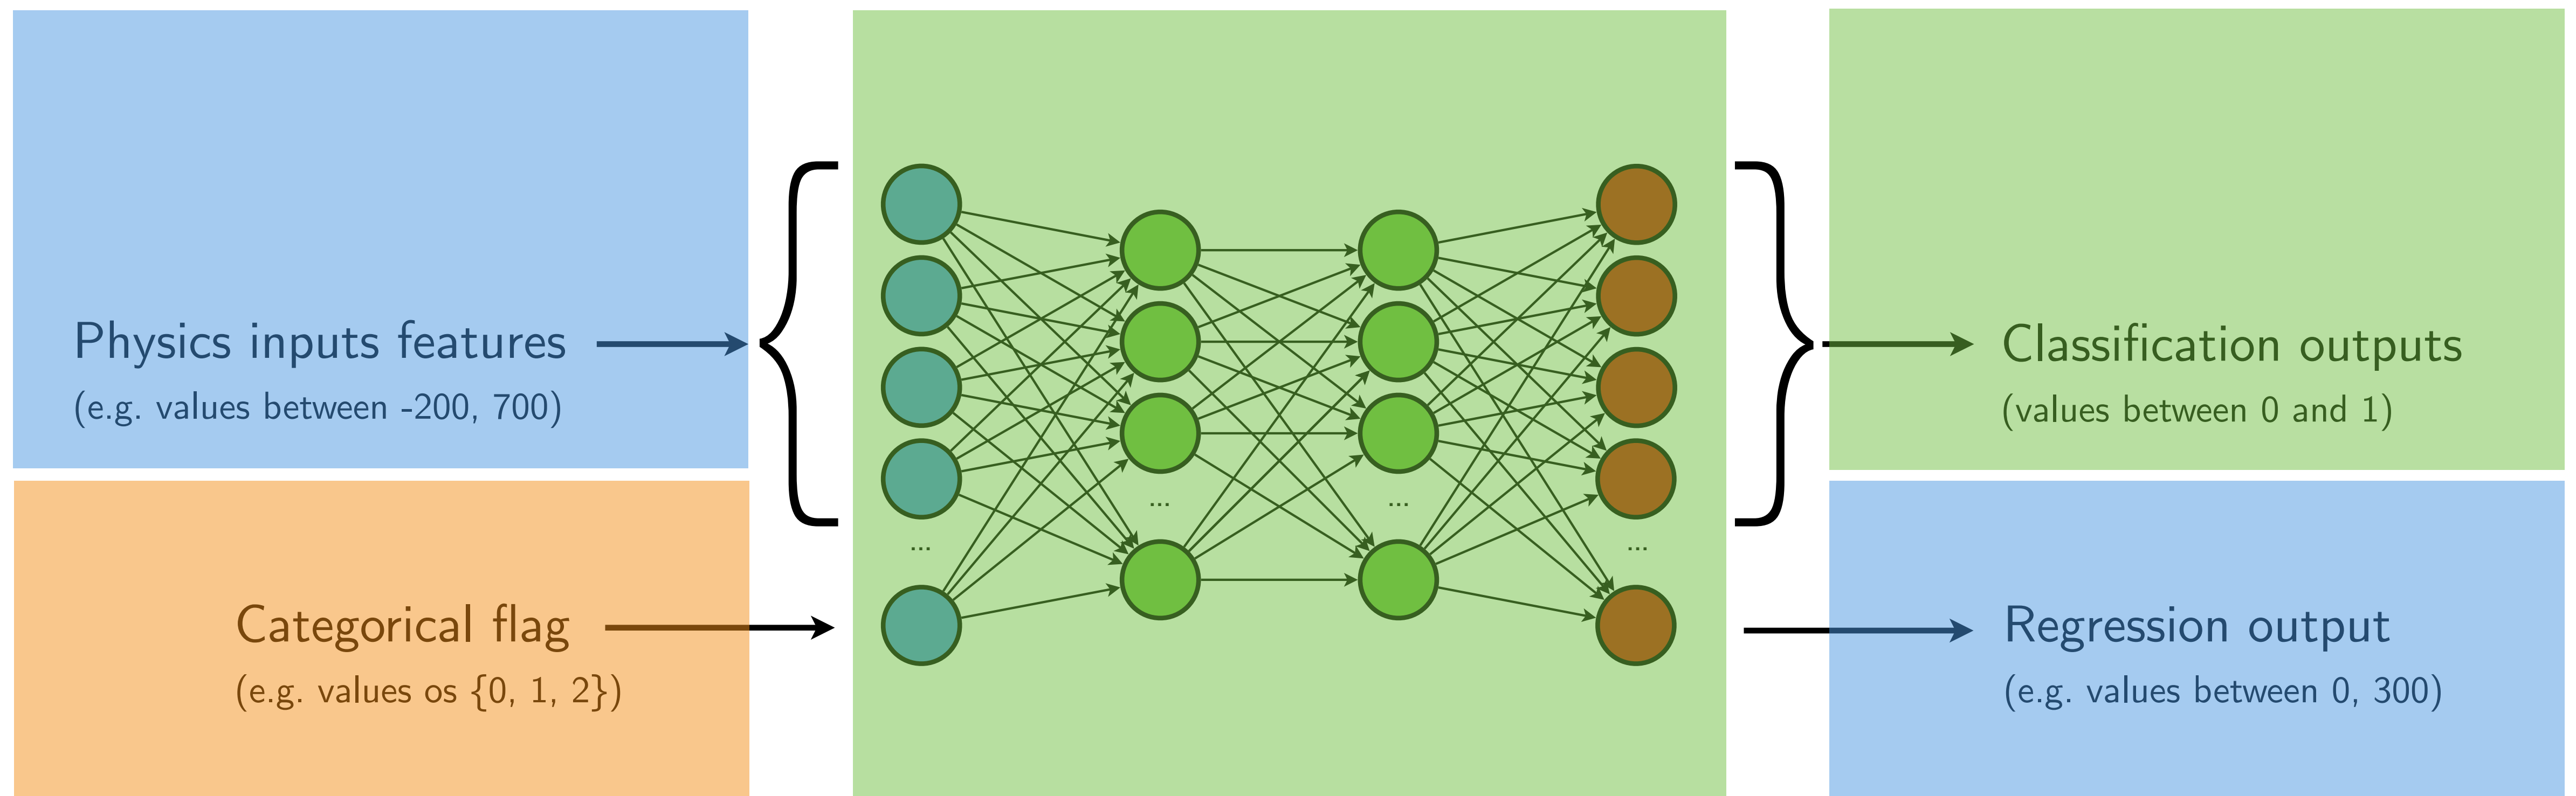 Physics inputs features
(e.g. values between -200, 700)
Categorical flag
(e.g. values os {0, 1, 2})
...
...
...
...
Classification outputs
(values between 0 and 1)
Regression output
(e.g. values between 0, 300)